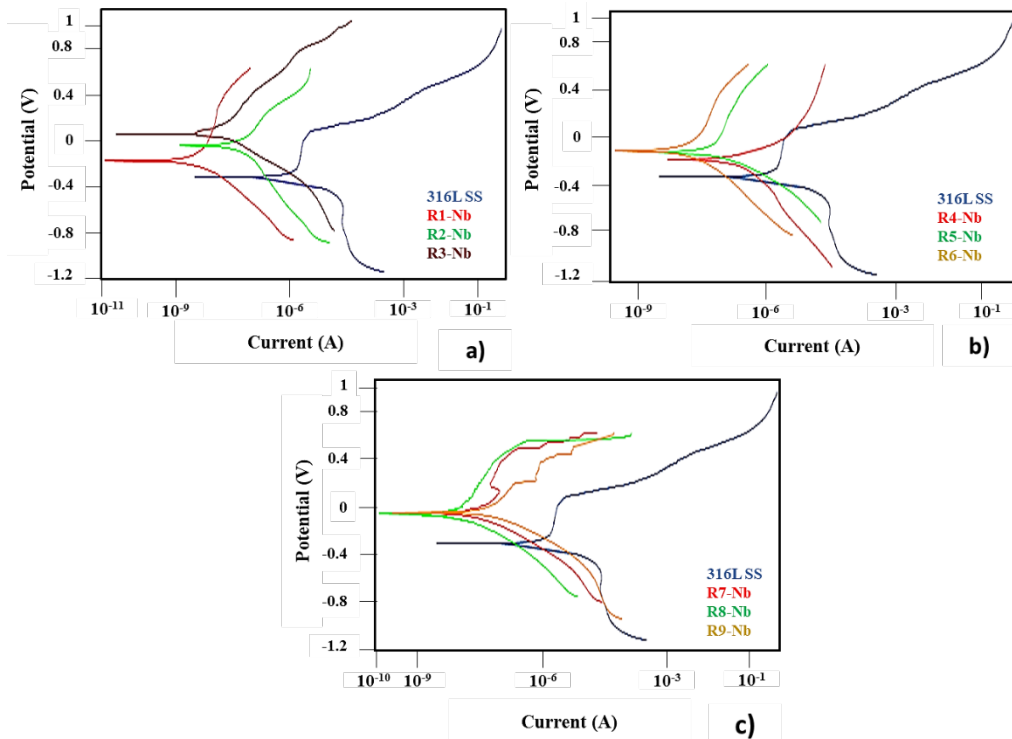 1
0.8
0.4
0
-0.4
-0.8
-1.2
Potential (V)
316L SS
R1-Nb
R2-Nb
R3-Nb
10⁻¹¹ 10⁻⁹ 10⁻⁶ 10⁻³ 10⁻¹
Current (A)
a)
1
0.8
0.4
0
-0.4
-0.8
-1.2
Potential (V)
316L SS
R4-Nb
R5-Nb
R6-Nb
10⁻⁹ 10⁻⁶ 10⁻³ 10⁻¹
Current (A)
b)
1
0.8
0.4
0
-0.4
-0.8
-1.2
Potential (V)
316L SS
R7-Nb
R8-Nb
R9-Nb
10⁻¹⁰ 10⁻⁹ 10⁻⁶ 10⁻³ 10⁻¹
Current (A)
c)